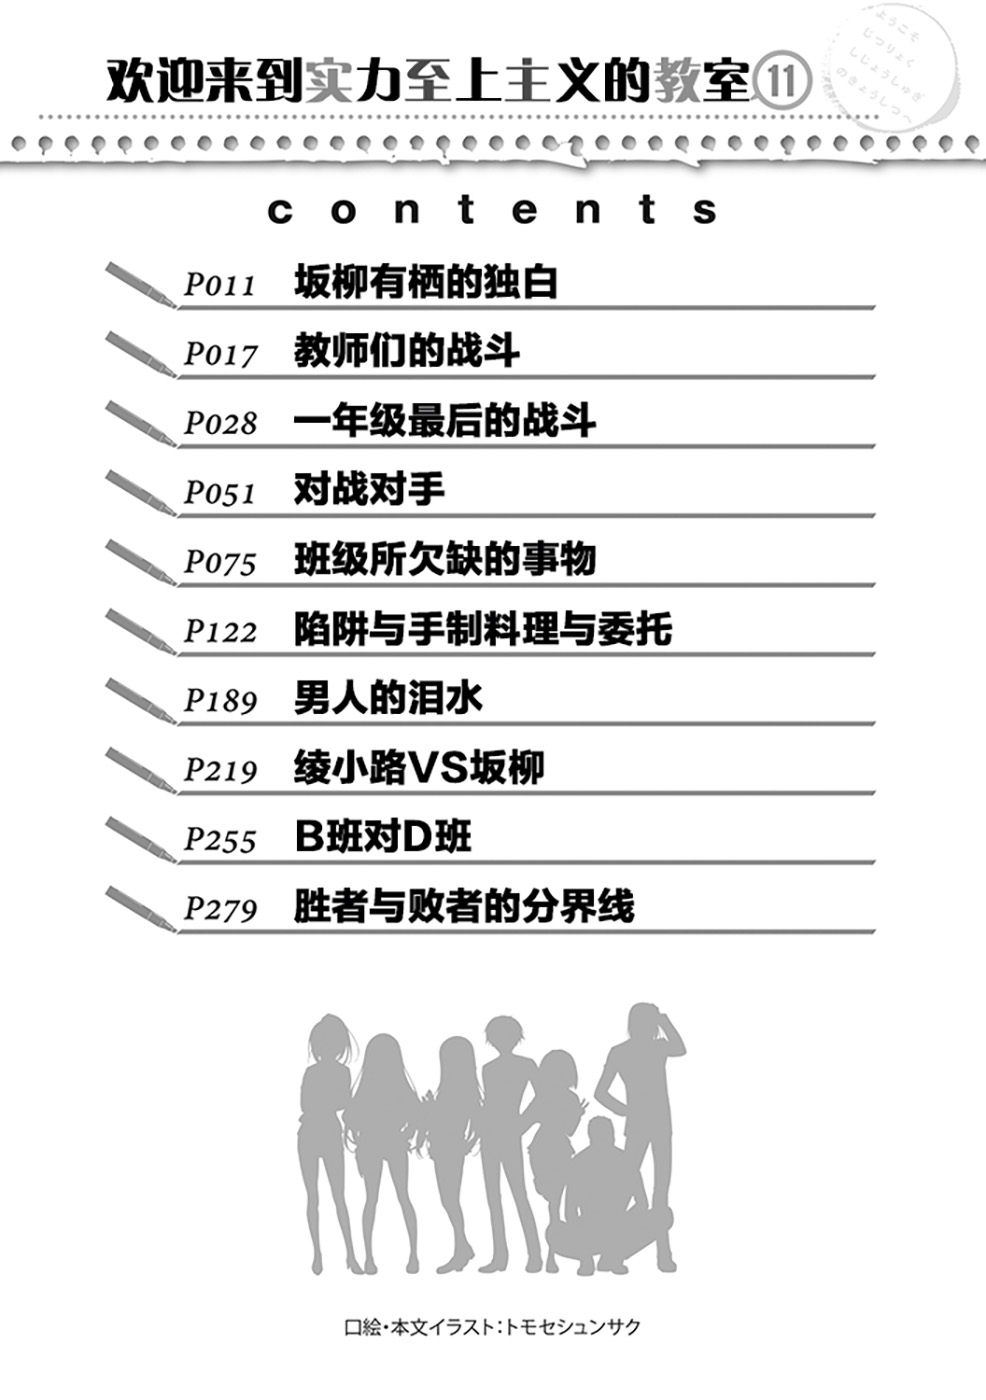 欢迎来到实力至上主义的教室 11
ようこそ
じつりょく
しじょうしゅぎ
のきょうしつへ
contents
P011 坂柳有栖的独白
P017 教师们的战斗
P028 一年级最后的战斗
P051 对战对手
P075 班级所欠缺的事物
P122 陷阱与手制料理与委托
P189 男人的泪水
P219 绫小路VS坂柳
P255 B班对D班
P279 胜者与败者的分界线
口絵・本文イラスト：トモセシュンサク